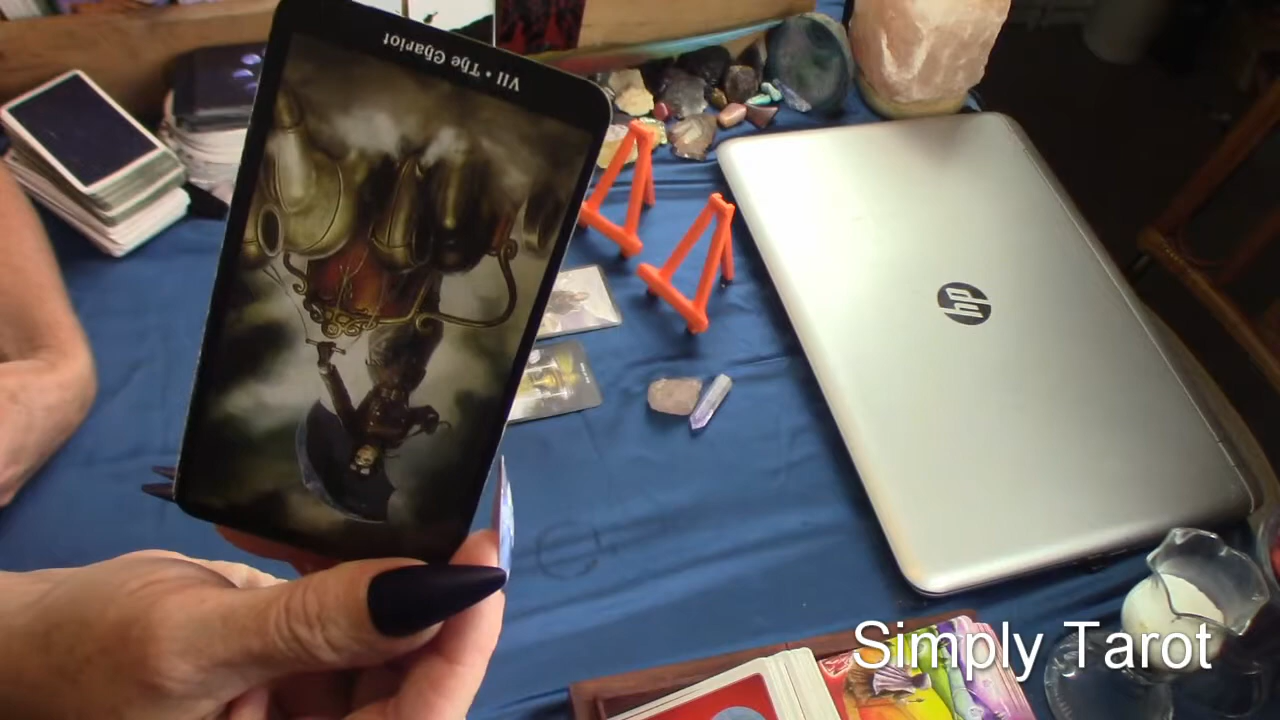 VII • The Chariot
hp
Simply Tarot